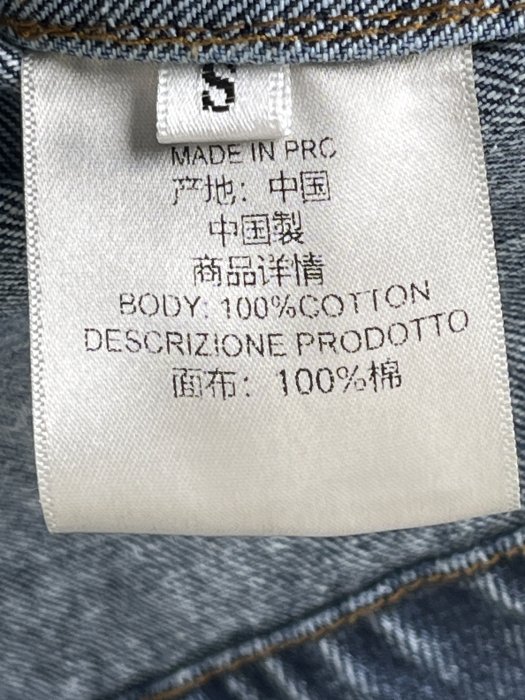 S
MADE IN PRC
产地：中国
中国製
商品详情
BODY: 100%COTTON
DESCRIZIONE PRODOTTO
面布：100%棉